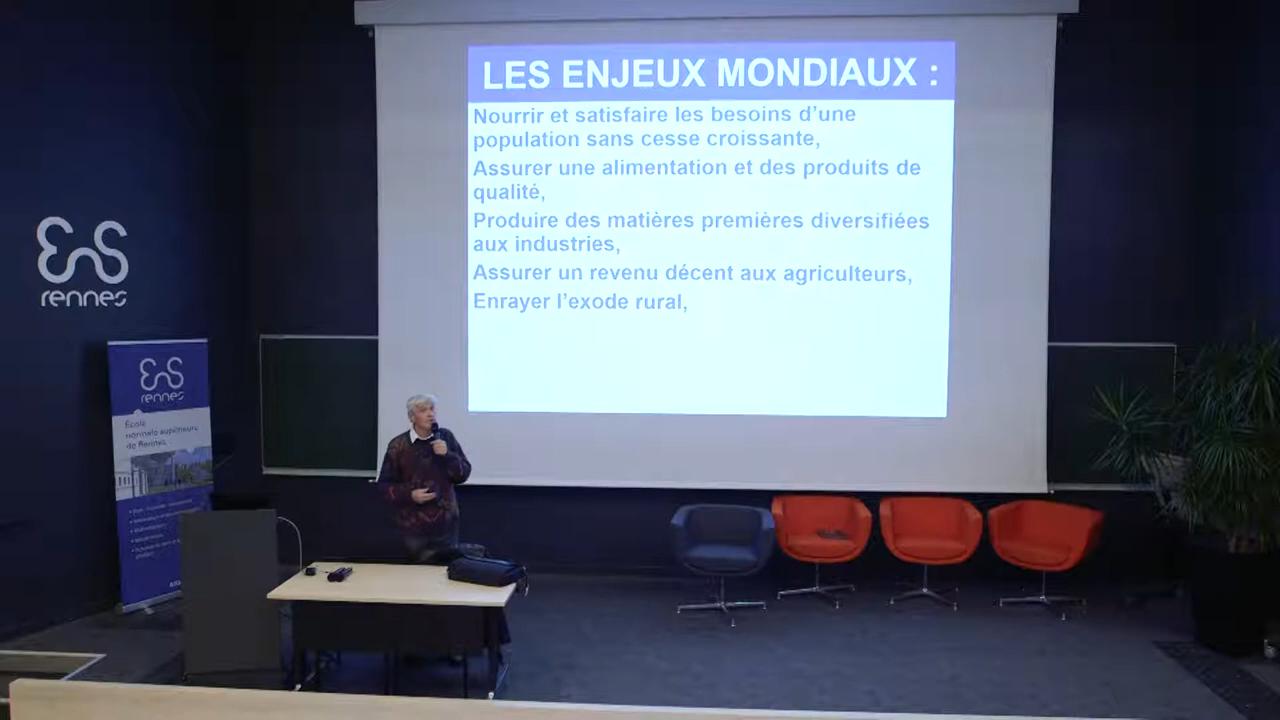 LES ENJEUX MONDIAUX :
Nourrir et satisfaire les besoins d'une
population sans cesse croissante,
Assurer une alimentation et des produits de
qualité,
Produire des matières premières diversifiées
aux industries,
Assurer un revenu décent aux agriculteurs,
Enrayer l'exode rural,
ENS
rennes
ENS
rennes
École
normale supérieure
de Rennes